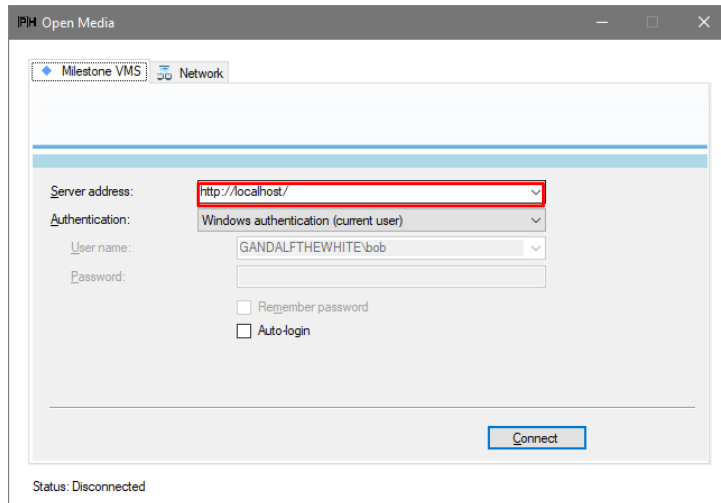 |P|H Open Media
Milestone VMS Network
Server address: http://localhost/
Authentication: Windows authentication (current user)
User name: GANDALFTHEWHITE\bob
Password:
Remember password
Auto-login
Connect
Status: Disconnected